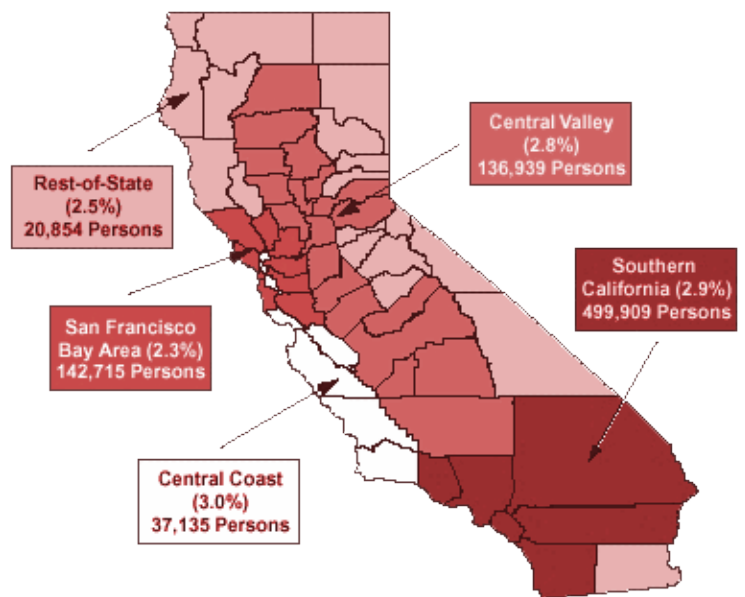 Central Valley
(2.8%)
136,939 Persons
Rest-of-State
(2.5%)
20,854 Persons
Southern
California (2.9%)
499,909 Persons
San Francisco
Bay Area (2.3%)
142,715 Persons
Central Coast
(3.0%)
37,135 Persons